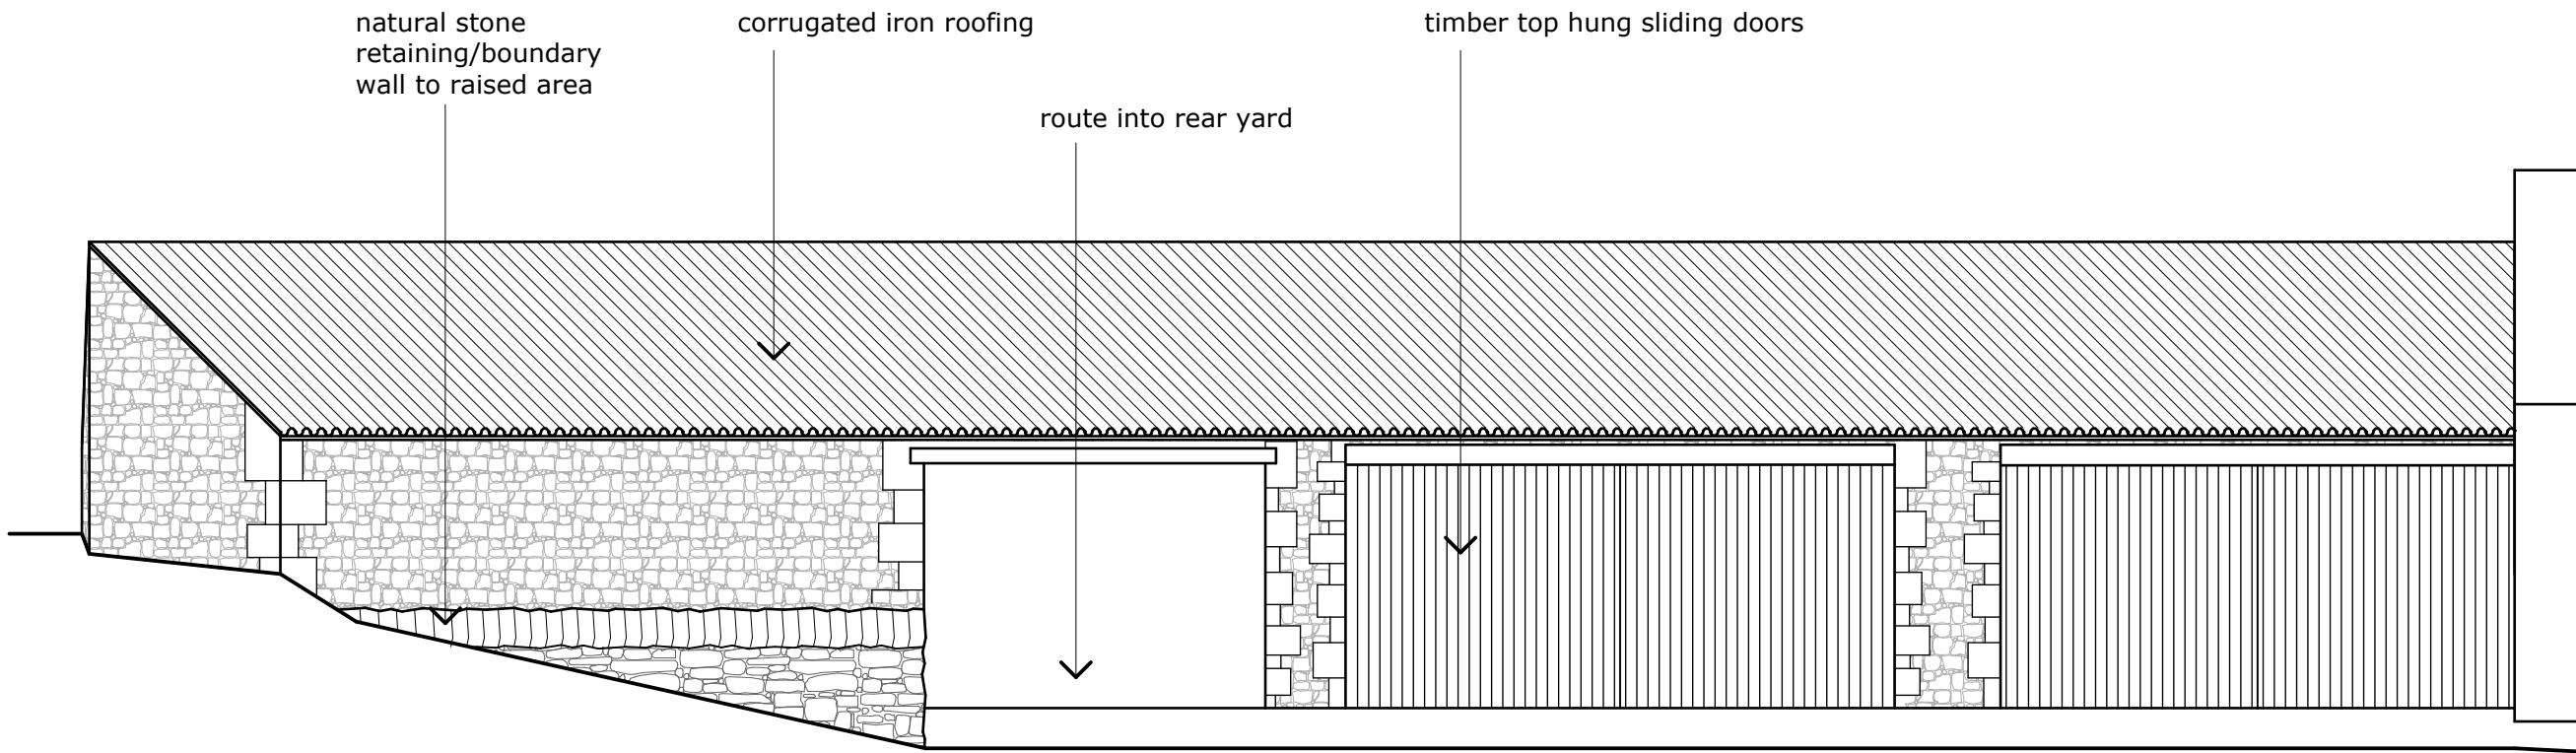 natural stone
retaining/boundary
wall to raised area
corrugated iron roofing
route into rear yard
timber top hung sliding doors